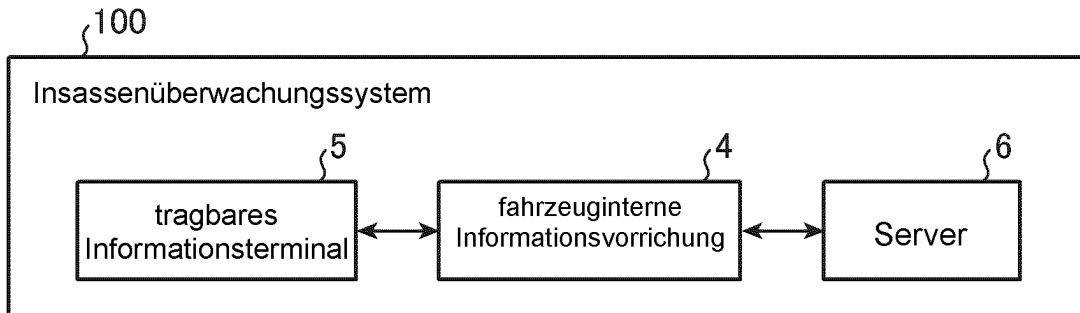 100
Insassenüberwachungssystem
5
4
6
tragbares
Informationsterminal
fahrzeuginterne
Informationsvorrichung
Server